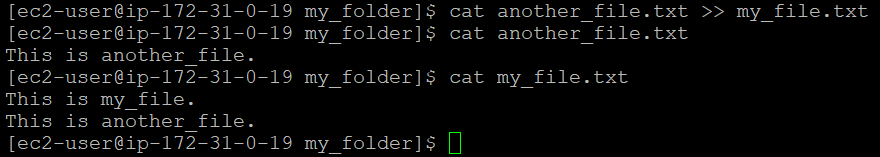 [ec2-user@ip-172-31-0-19 my_folder]$ cat another_file.txt >> my_file.txt
[ec2-user@ip-172-31-0-19 my_folder]$ cat another_file.txt
This is another_file.
[ec2-user@ip-172-31-0-19 my_folder]$ cat my_file.txt
This is my_file.
This is another_file.
[ec2-user@ip-172-31-0-19 my_folder]$